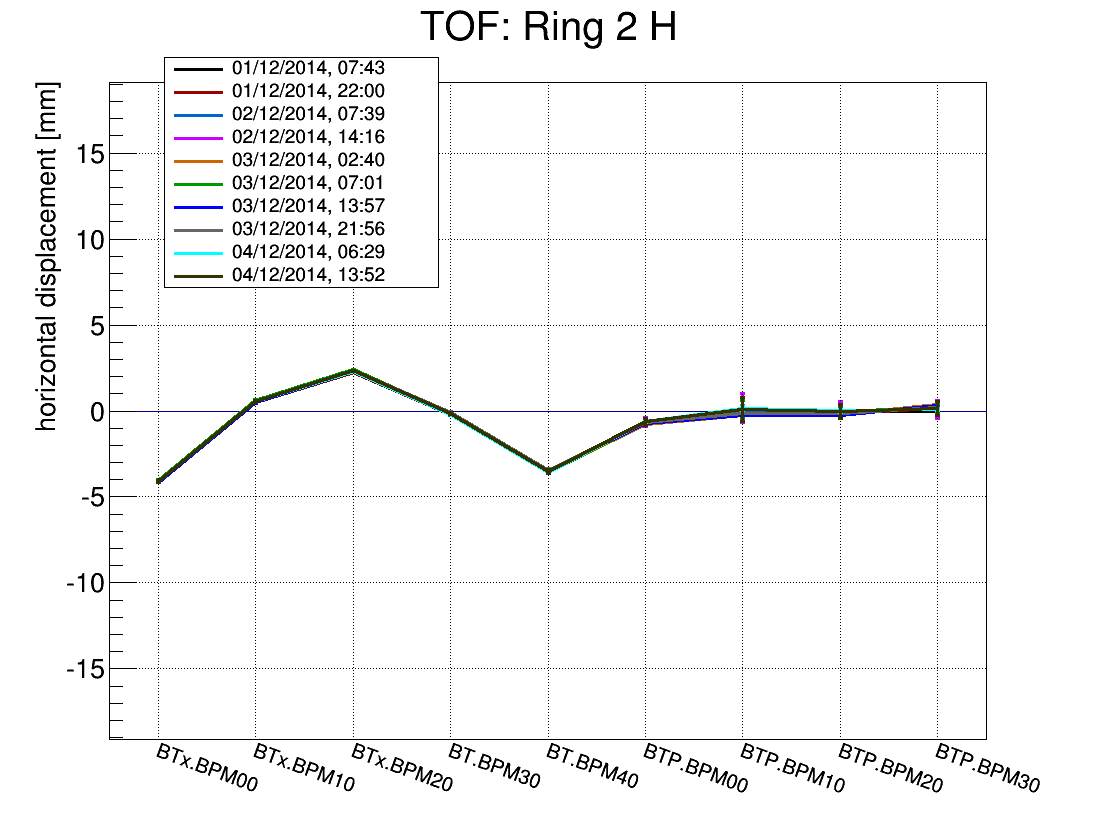 TOF: Ring 2 H
01/12/2014, 07:43
01/12/2014, 22:00
02/12/2014, 07:39
02/12/2014, 14:16
03/12/2014, 02:40
03/12/2014, 07:01
03/12/2014, 13:57
03/12/2014, 21:56
04/12/2014, 06:29
04/12/2014, 13:52
horizontal displacement [mm]
15
10
5
0
-5
-10
-15
BTx.BPM00
BTx.BPM10
BTx.BPM20
BT.BPM30
BT.BPM40
BTP.BPM00
BTP.BPM10
BTP.BPM20
BTP.BPM30